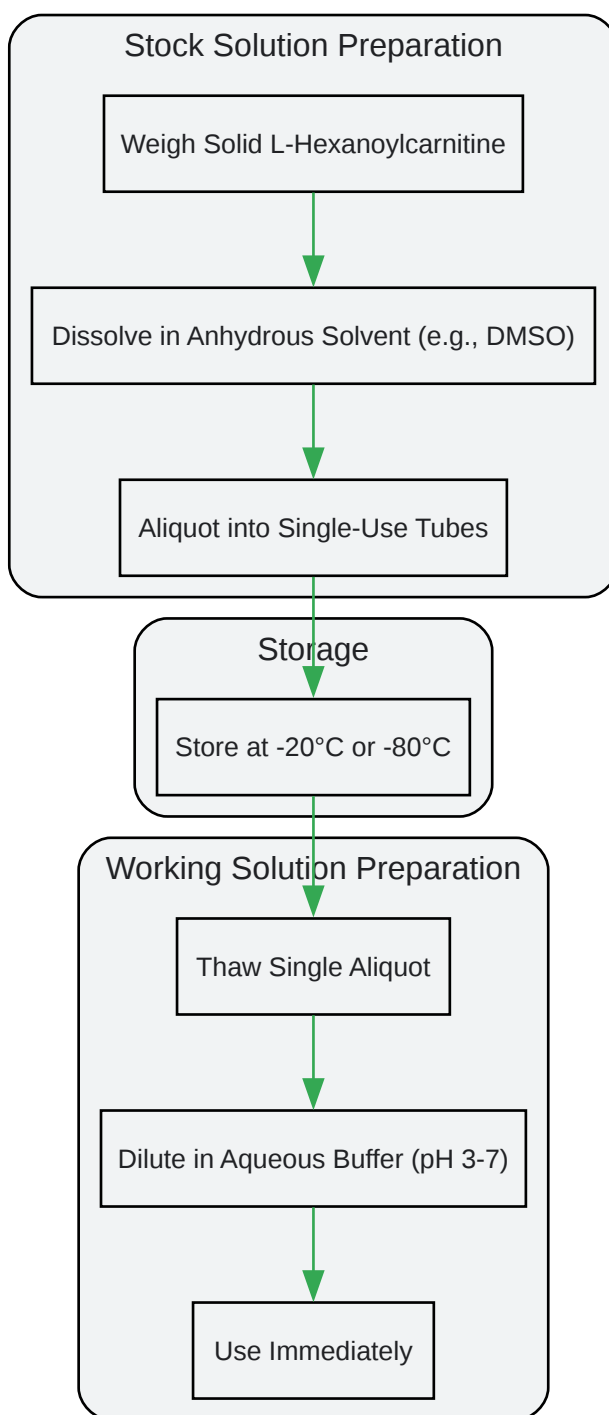 Stock Solution Preparation
Weigh Solid L-Hexanoylcarnitine
Dissolve in Anhydrous Solvent (e.g., DMSO)
Aliquot into Single-Use Tubes
Storage
Store at -20°C or -80°C
Working Solution Preparation
Thaw Single Aliquot
Dilute in Aqueous Buffer (pH 3-7)
Use Immediately